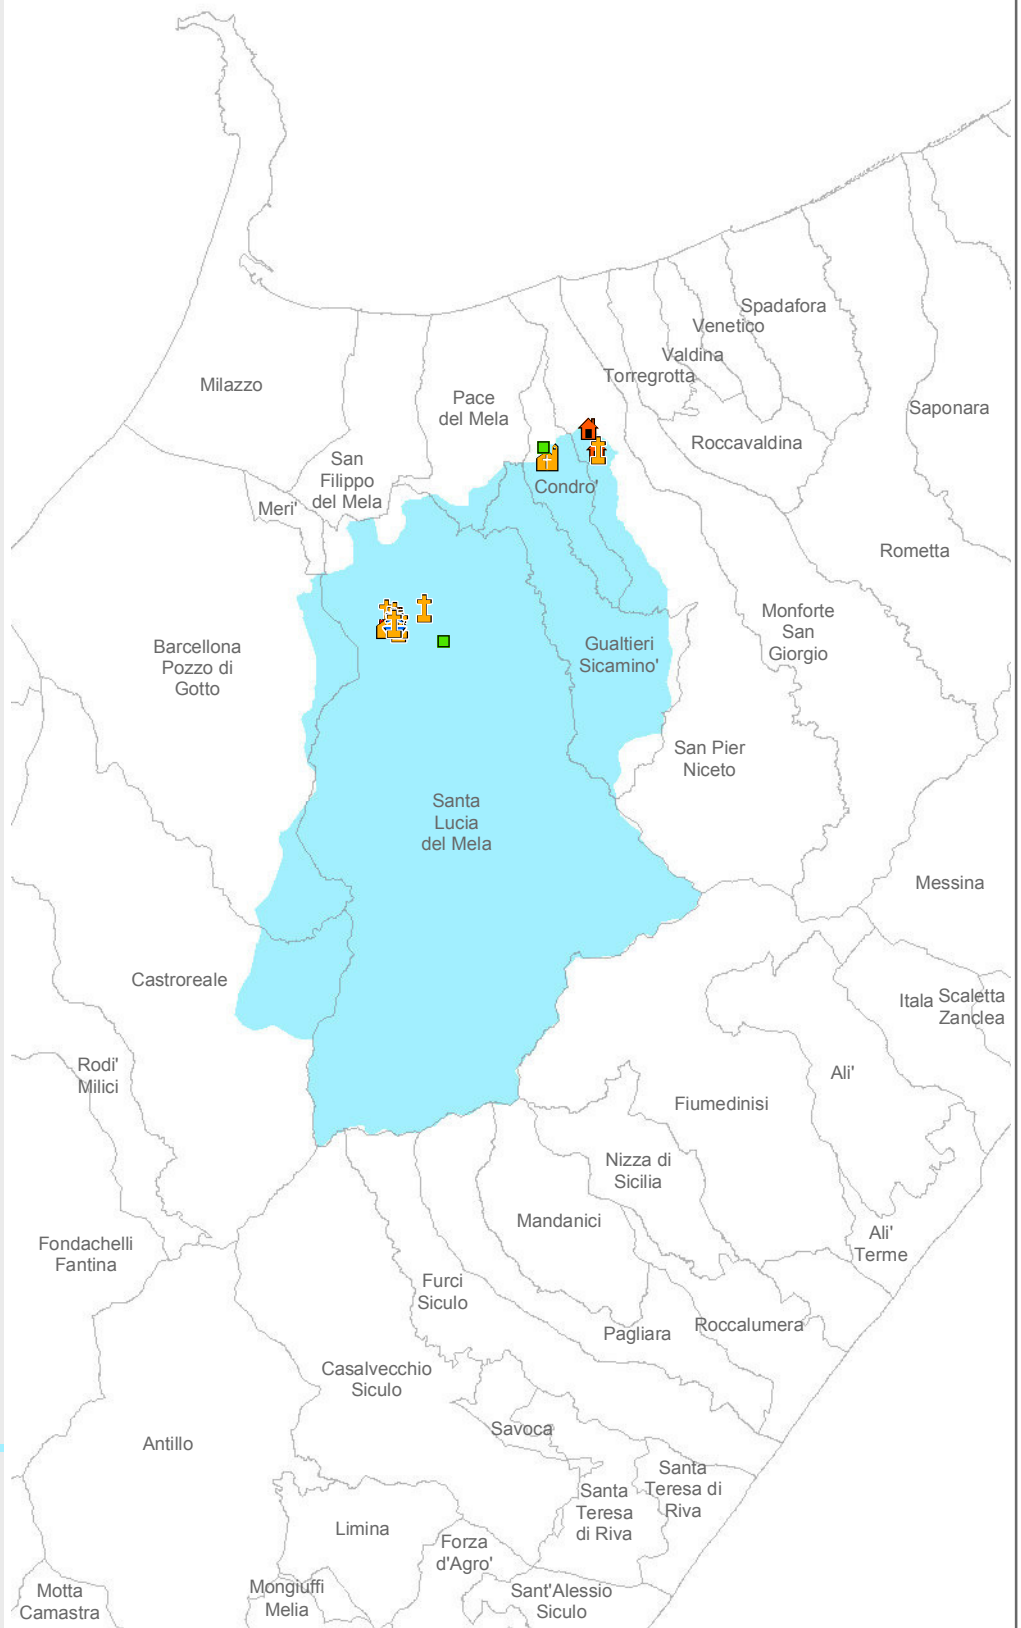 Spadafora
Venetico
Valdina
Torregrotta
Milazzo
Pace
del Mela
Saponara
Roccavaldina
San
Filippo
del Mela
Condro'
Meri'
Rometta
Monforte
San
Giorgio
Barcellona
Pozzo di
Gotto
Gualtieri
Sicamino'
San Pier
Niceto
Santa
Lucia
del Mela
Messina
Castroreale
Itala
Scaletta
Zanclea
Rodi'
Milici
Ali'
Fiumedinisi
Nizza di
Sicilia
Mandanici
Ali'
Terme
Fondachelli
Fantina
Furci
Siculo
Pagliara
Roccalumera
Casalvecchio
Siculo
Savoca
Antillo
Santa
Teresa di
Riva
Santa
Teresa
di Riva
Limina
Forza
d'Agro'
Motta
Camastra
Mongiuffi
Melia
Sant'Alessio
Siculo